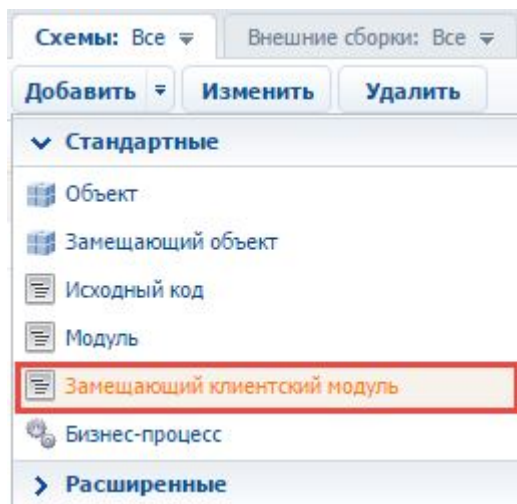 Схемы: Все Внешние сборки: Все
Добавить Изменить Удалить
Стандартные
Объект
Замещающий объект
Исходный код
Модуль
Замещающий клиентский модуль
Бизнес-процесс
Расширенные